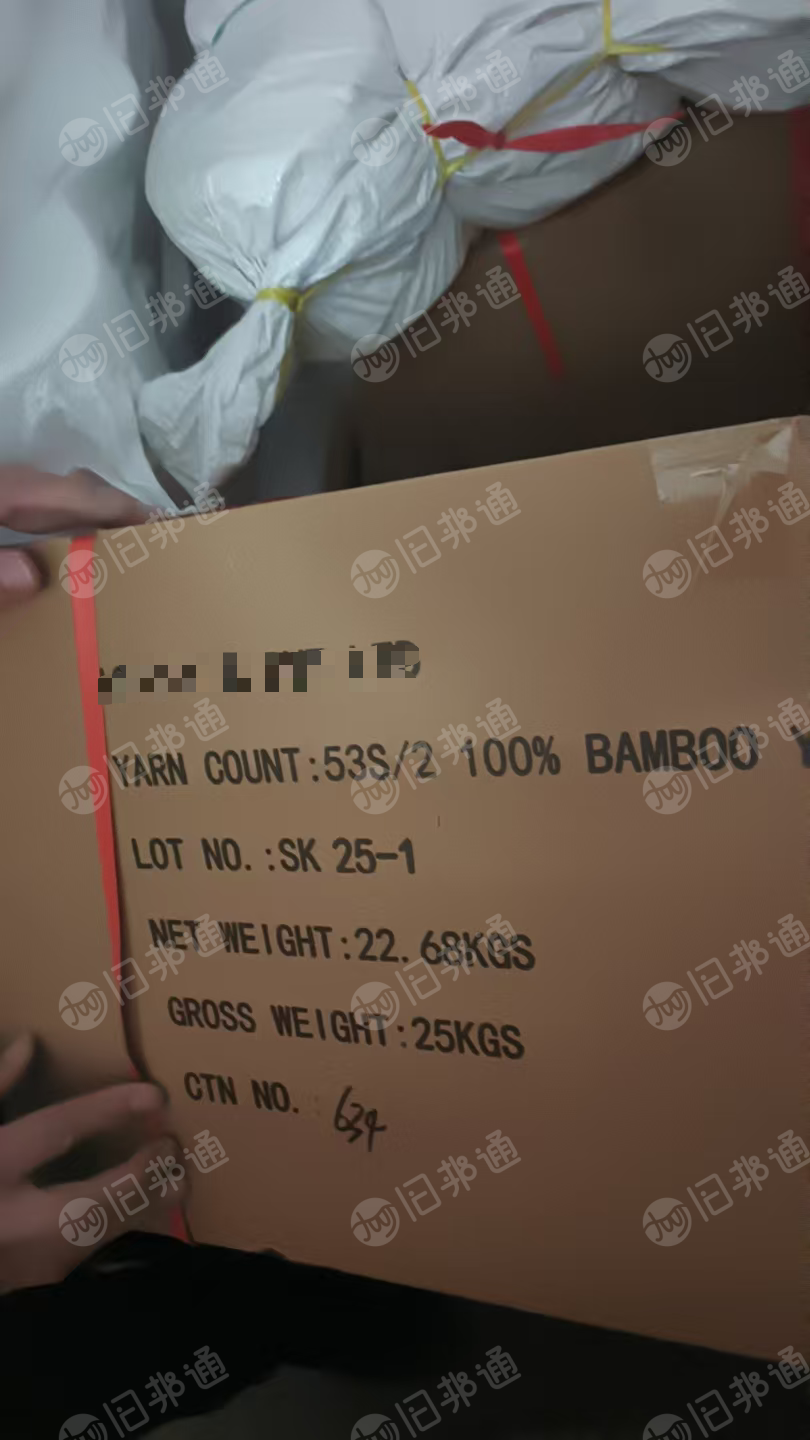 YARN COUNT:53S/2 100% BAMBOO
LOT NO.:SK 25-1
NET WEIGHT:22.68KGS
GROSS WEIGHT:25KGS
CTN NO. 634
旧邦通